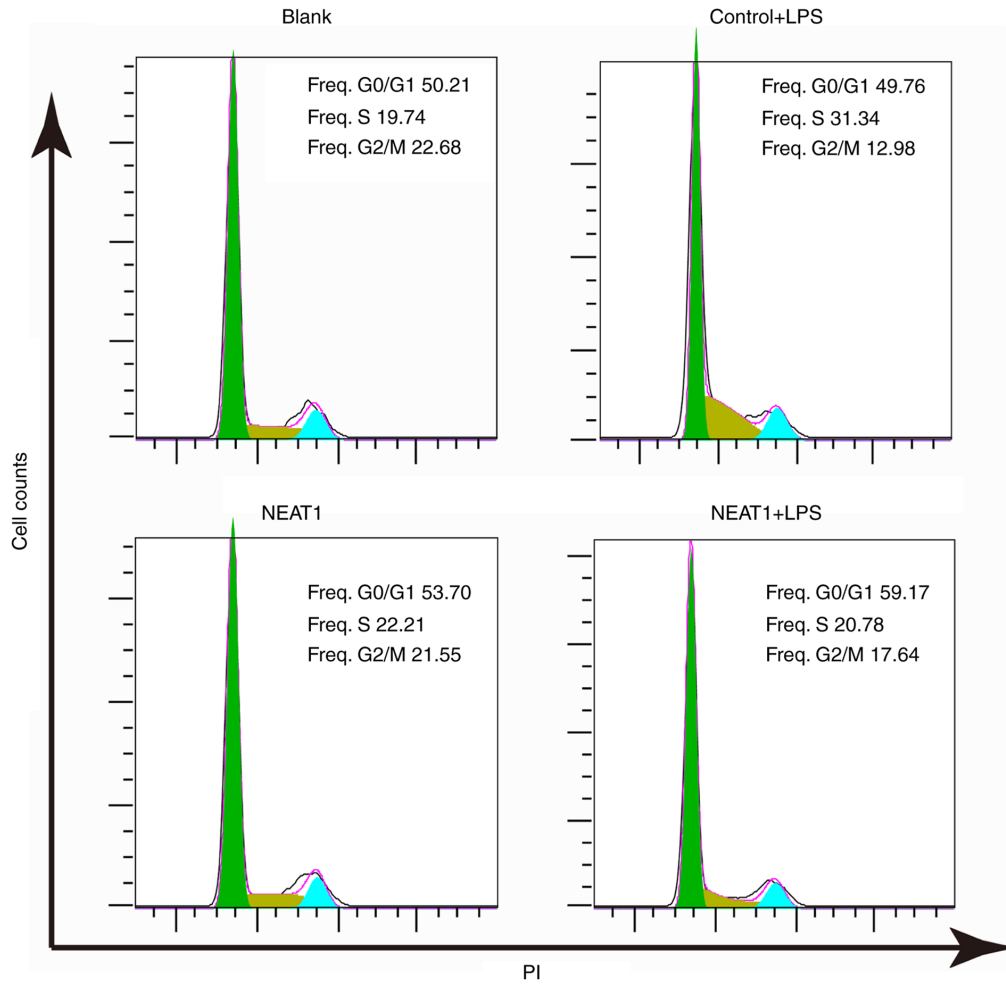 Blank
Freq. G0/G1 50.21
Freq. S 19.74
Freq. G2/M 22.68
Control+LPS
Freq. G0/G1 49.76
Freq. S 31.34
Freq. G2/M 12.98
Cell counts
NEAT1
Freq. G0/G1 53.70
Freq. S 22.21
Freq. G2/M 21.55
NEAT1+LPS
Freq. G0/G1 59.17
Freq. S 20.78
Freq. G2/M 17.64
PI